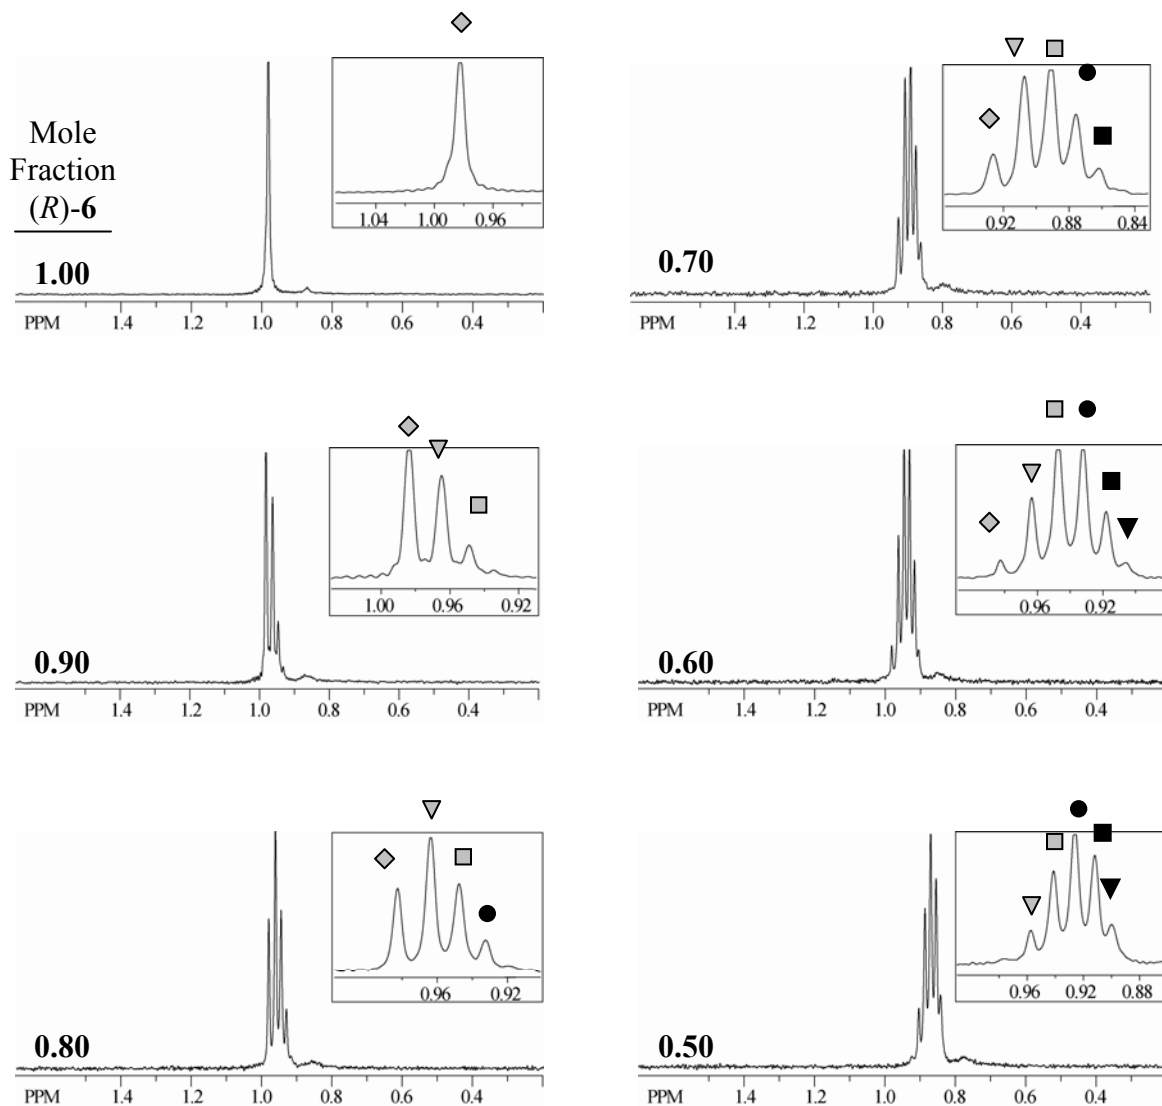 Mole
Fraction
(R)-6
1.04 1.00 0.96
1.00
PPM 1.4 1.2 1.0 0.8 0.6 0.4
0.92 0.88 0.84
0.70
PPM 1.4 1.2 1.0 0.8 0.6 0.4
1.00 0.96 0.92
0.90
PPM 1.4 1.2 1.0 0.8 0.6 0.4
0.96 0.92
0.60
PPM 1.4 1.2 1.0 0.8 0.6 0.4
0.96 0.92
0.80
PPM 1.4 1.2 1.0 0.8 0.6 0.4
0.96 0.92 0.88
0.50
PPM 1.4 1.2 1.0 0.8 0.6 0.4